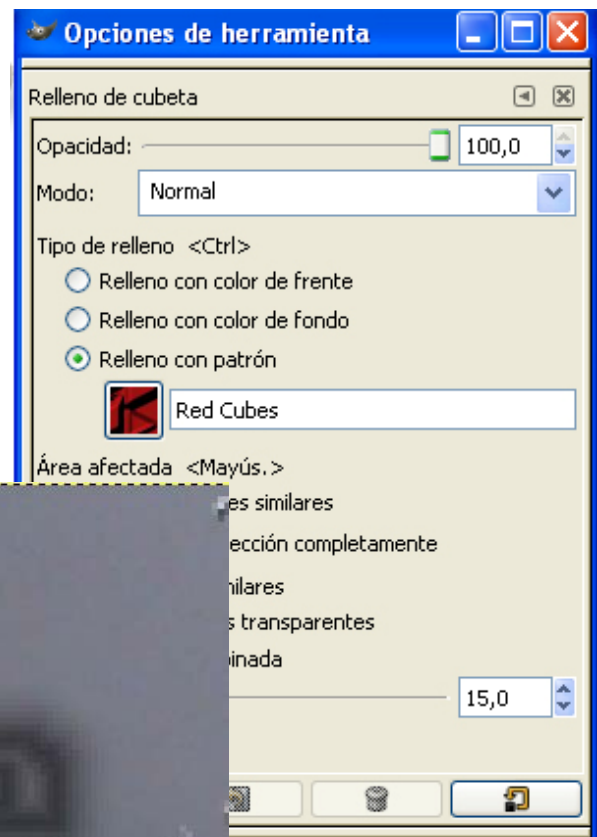 Opciones de herramienta
Relleno de cubeta
Opacidad: 100,0
Modo: Normal
Tipo de relleno <Ctrl>
Relleno con color de frente
Relleno con color de fondo
Relleno con patrón
Red Cubes
Área afectada <Mayús.>
es similares
ección completamente
ilares
s transparentes
inada
15,0